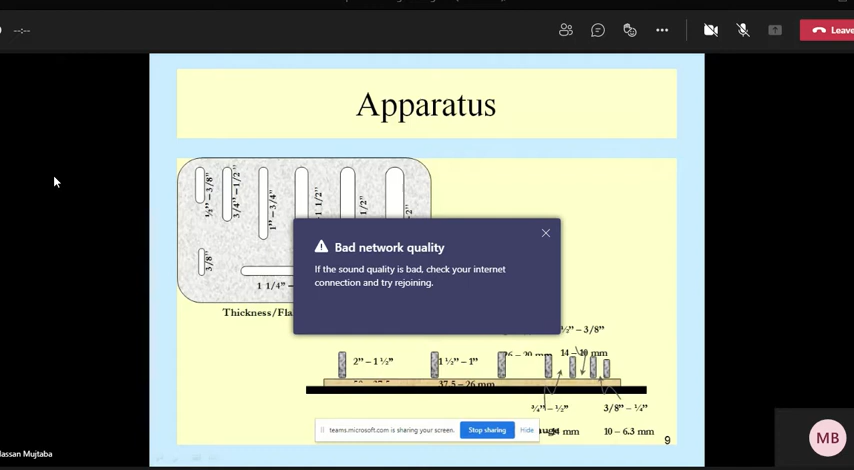 --:--
Leave
Apparatus
½” – 3/8”
3/4” – 1/2”
1” – 3/4”
1/2”
1/2”
2”
3/8”
1 1/4” –
Thickness/Fla
Bad network quality
If the sound quality is bad, check your internet
connection and try rejoining.
½” – 3/8”
mm
14 – 10 mm
2” – 1 ½”
1 ½” – 1”
37.5 – 26 mm
¾” – ½”
3/8” – ¼”
mm
10 – 6.3 mm
teams.microsoft.com is sharing your screen.
Stop sharing
Hide
9
MB
assan Mujtaba